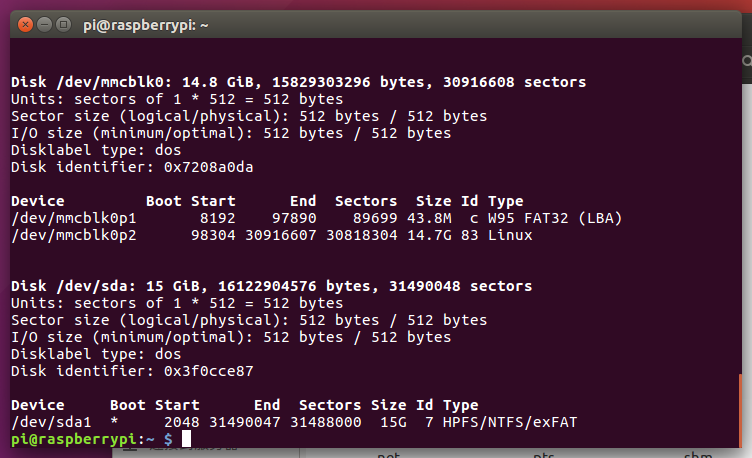 pi@raspberrypi: ~
Disk /dev/mmcblk0: 14.8 GiB, 15829303296 bytes, 30916608 sectors
Units: sectors of 1 * 512 = 512 bytes
Sector size (logical/physical): 512 bytes / 512 bytes
I/O size (minimum/optimal): 512 bytes / 512 bytes
Disklabel type: dos
Disk identifier: 0x7208a0da
Device         Boot Start      End  Sectors  Size Id Type
/dev/mmcblk0p1       8192    97890    89699 43.8M  c W95 FAT32 (LBA)
/dev/mmcblk0p2      98304 30916607 30818304 14.7G 83 Linux
Disk /dev/sda: 15 GiB, 16122904576 bytes, 31490048 sectors
Units: sectors of 1 * 512 = 512 bytes
Sector size (logical/physical): 512 bytes / 512 bytes
I/O size (minimum/optimal): 512 bytes / 512 bytes
Disklabel type: dos
Disk identifier: 0x3f0cce87
Device     Boot Start      End  Sectors Size Id Type
/dev/sda1  *     2048 31490047 31488000  15G  7 HPFS/NTFS/exFAT
pi@raspberrypi:~ $